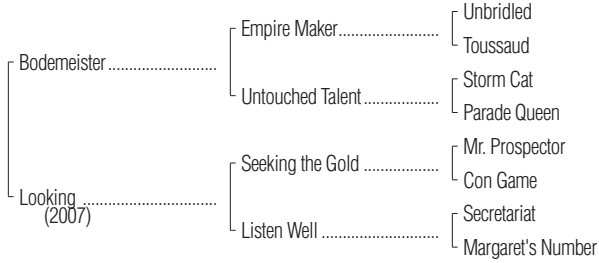 Unbridled
Empire Maker
Toussaud
Bodemeister
Storm Cat
Untouched Talent
Parade Queen
Mr. Prospector
Seeking the Gold
Con Game
Looking
(2007)
Secretariat
Listen Well
Margaret's Number